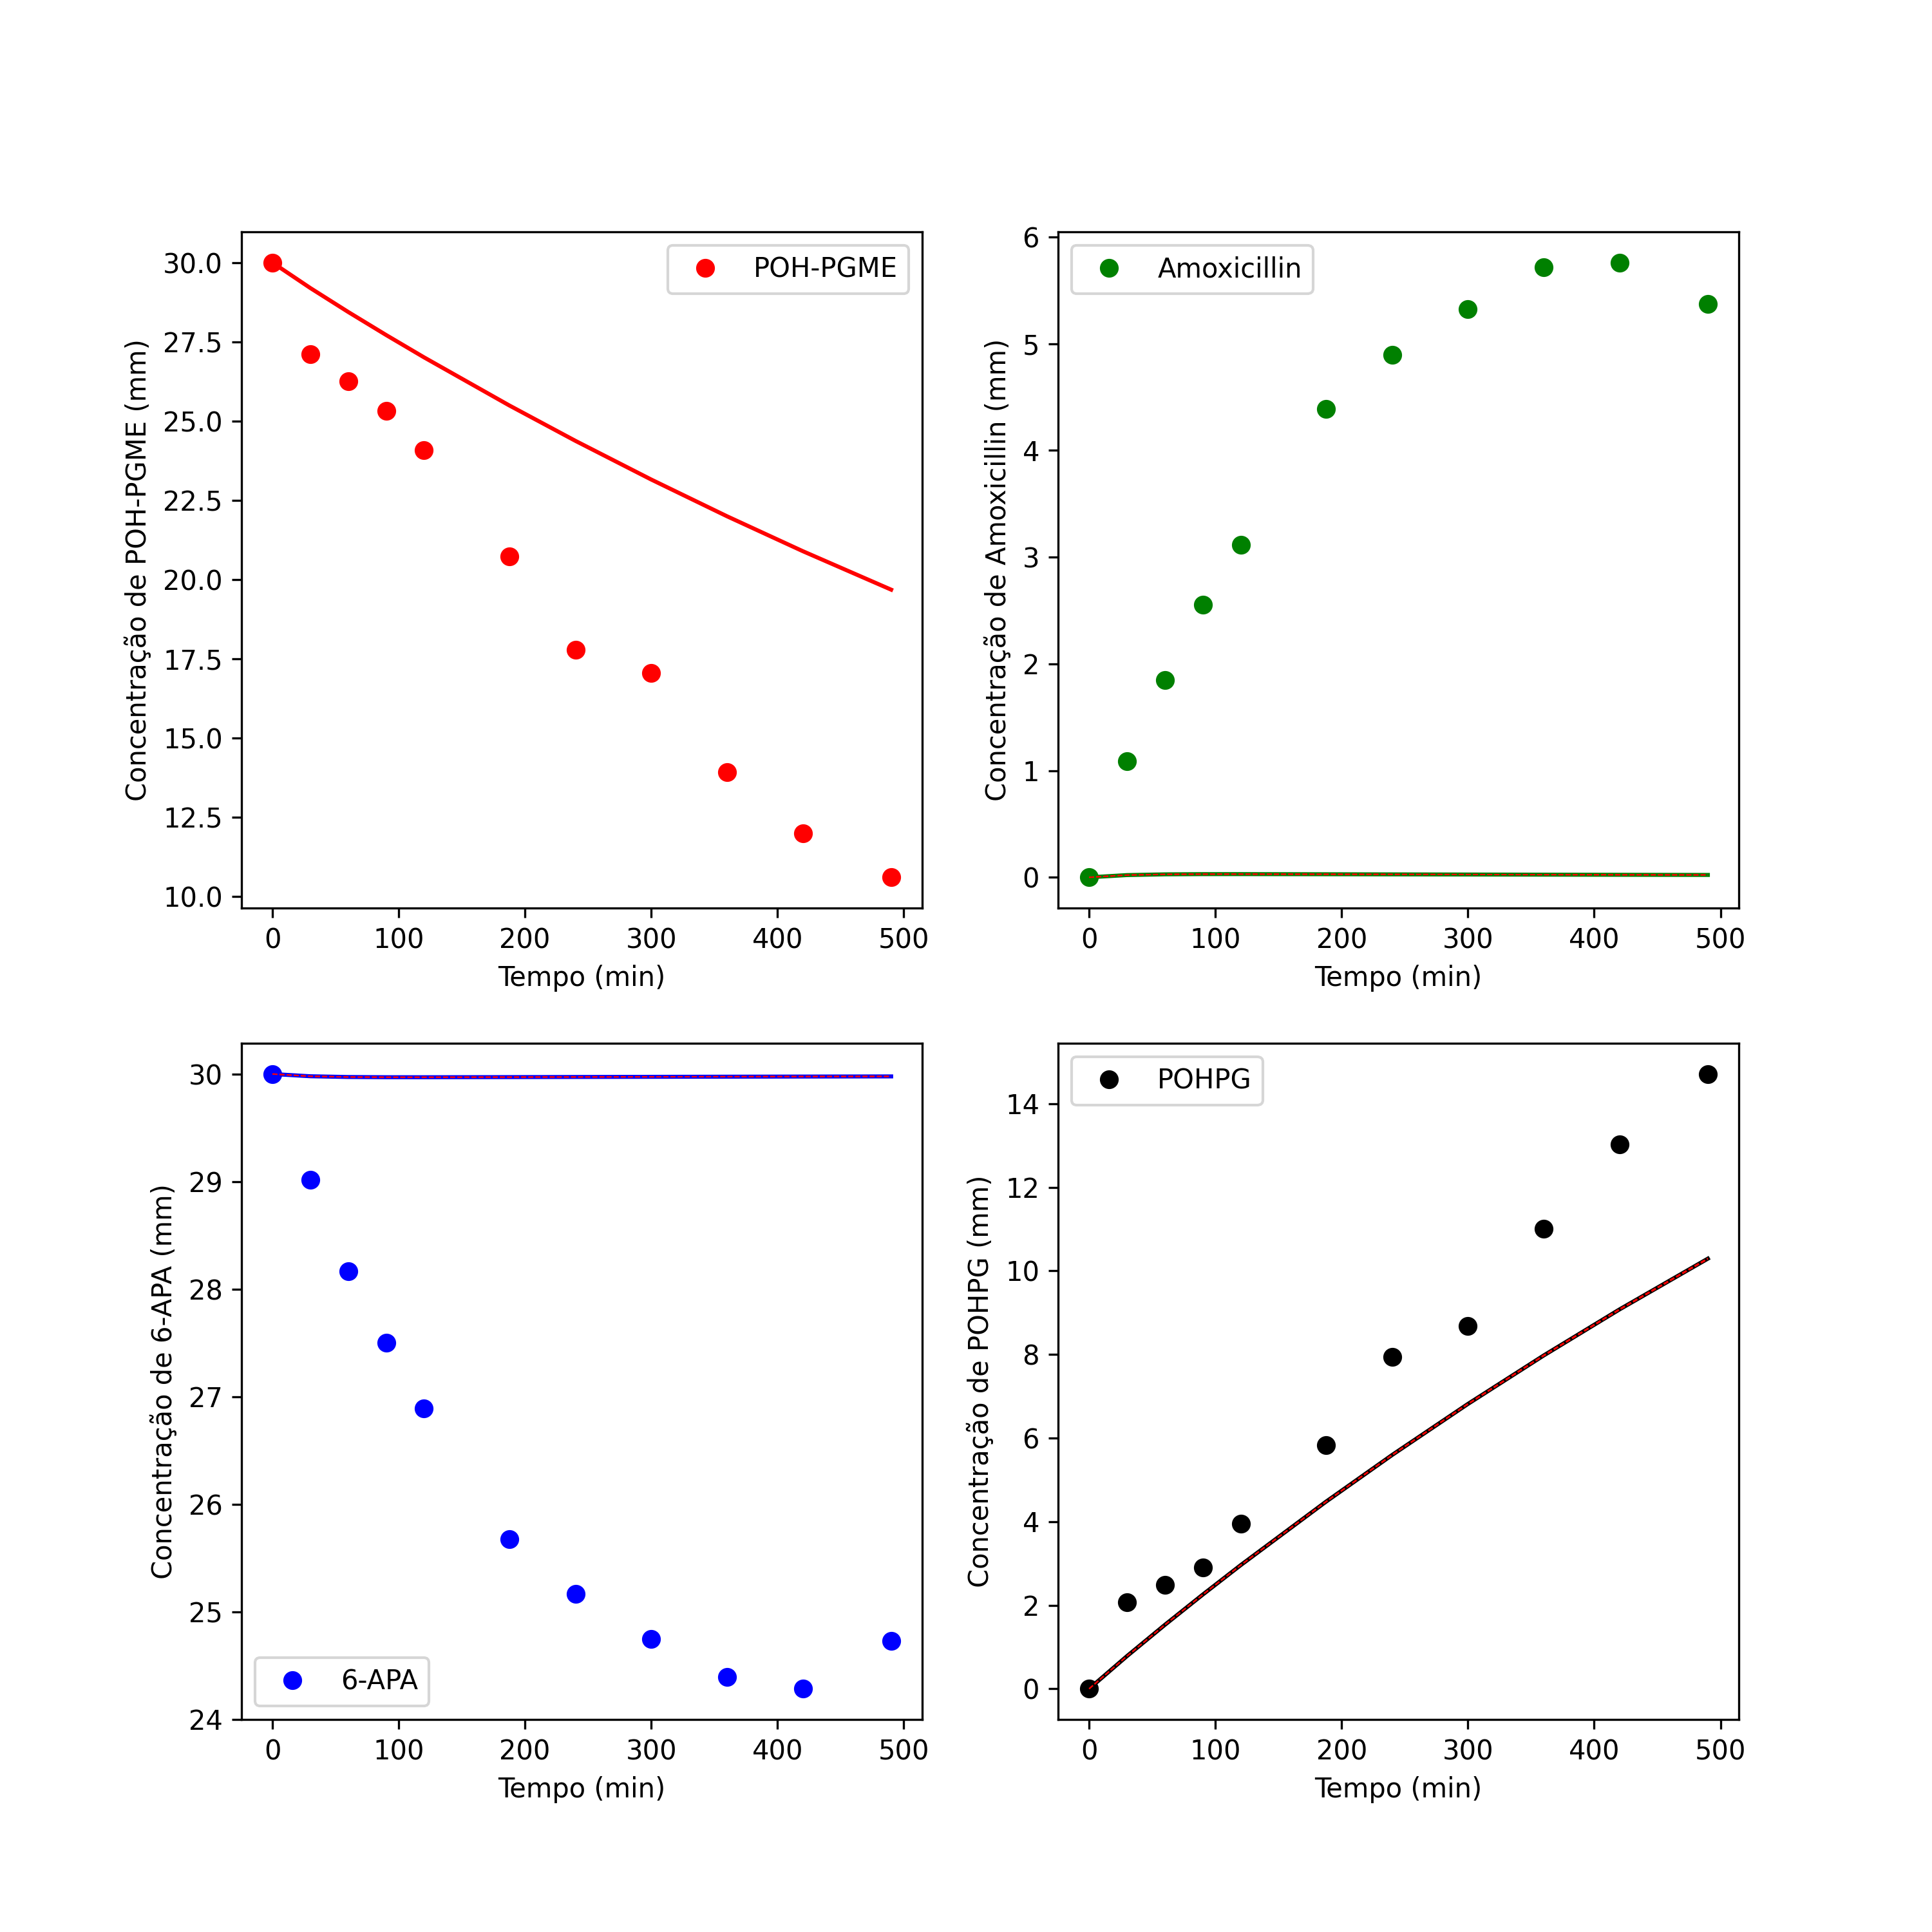 POH-PGME
30.0
27.5
25.0
22.5
20.0
17.5
15.0
12.5
10.0
Concentração de POH-PGME (mm)
0 100 200 300 400 500
Tempo (min)
Amoxicillin
6
5
4
3
2
1
0
Concentração de Amoxicillin (mm)
0 100 200 300 400 500
Tempo (min)
30
29
28
27
26
25
24
Concentração de 6-APA (mm)
6-APA
0 100 200 300 400 500
Tempo (min)
POHPG
14
12
10
8
6
4
2
0
Concentração de POHPG (mm)
0 100 200 300 400 500
Tempo (min)